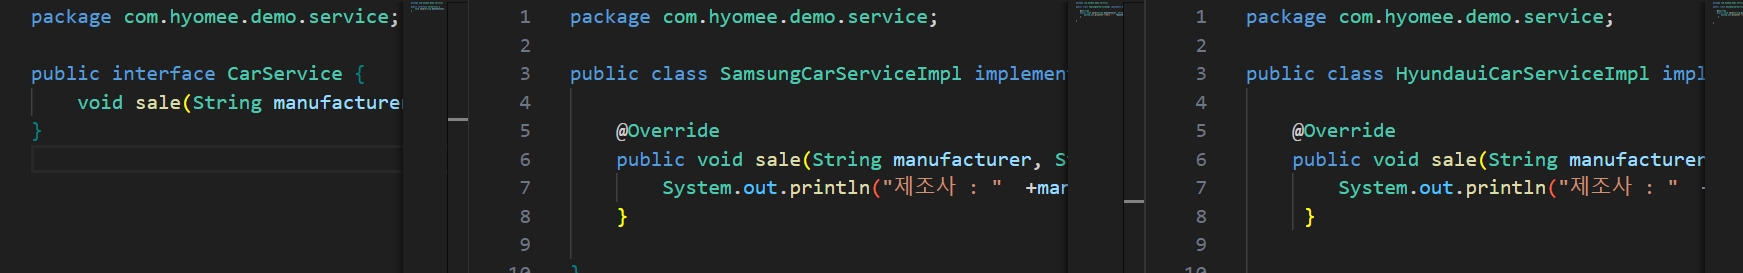 package com.hyomee.demo.service;
public interface CarService {
void sale(String manufacturer
}
1 package com.hyomee.demo.service;
2
3 public class SamsungCarServiceImpl implemen
4
5 @Override
6 public void sale(String manufacturer, S
7 System.out.println("제조사 : " +man
8 }
9
10 }
1 package com.hyomee.demo.service;
2
3 public class HyundauiCarServiceImpl impl
4
5 @Override
6 public void sale(String manufacturer
7 System.out.println("제조사 : "
8 }
9
10